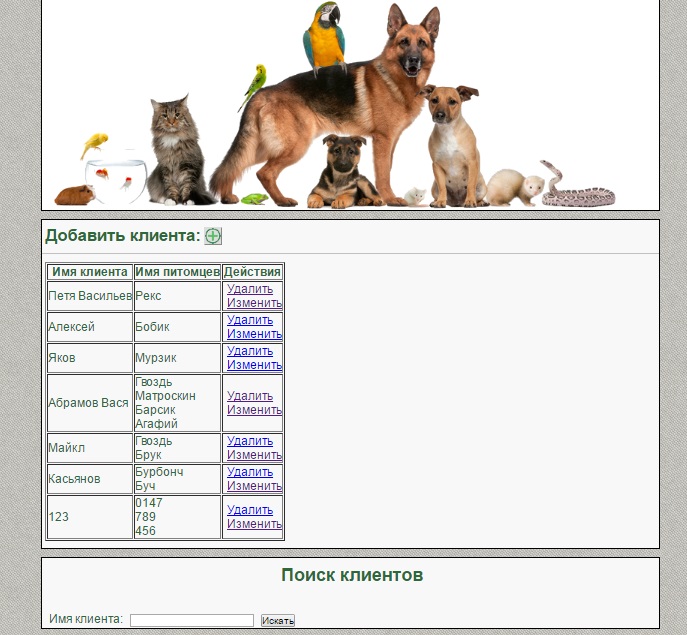 Добавить клиента:
Имя клиента Имя питомцев Действия
Петя Васильев Рекс Удалить
Изменить
Алексей Бобик Удалить
Изменить
Яков Мурзик Удалить
Изменить
Абрамов Вася Гвоздь
Матроскин
Барсик
Агафий
Удалить
Изменить
Майкл Гвоздь
Брук
Удалить
Изменить
Касьянов Бурбонч
Буч
Удалить
Изменить
123 0147
789
456
Удалить
Изменить
Поиск клиентов
Имя клиента: Искать